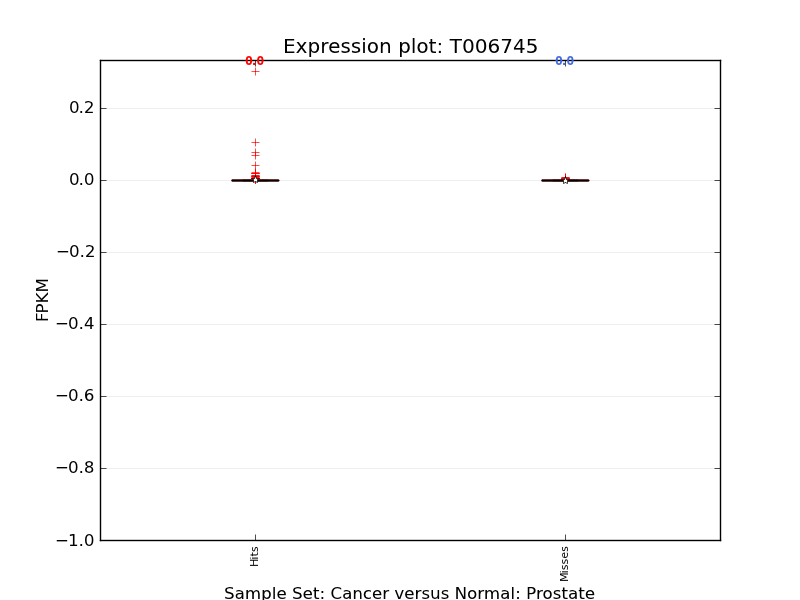 Expression plot: T006745
0.0
0.0
0.2
0.0
−0.2
−0.4
−0.6
−0.8
−1.0
FPKM
Hits
Misses
Sample Set: Cancer versus Normal: Prostate